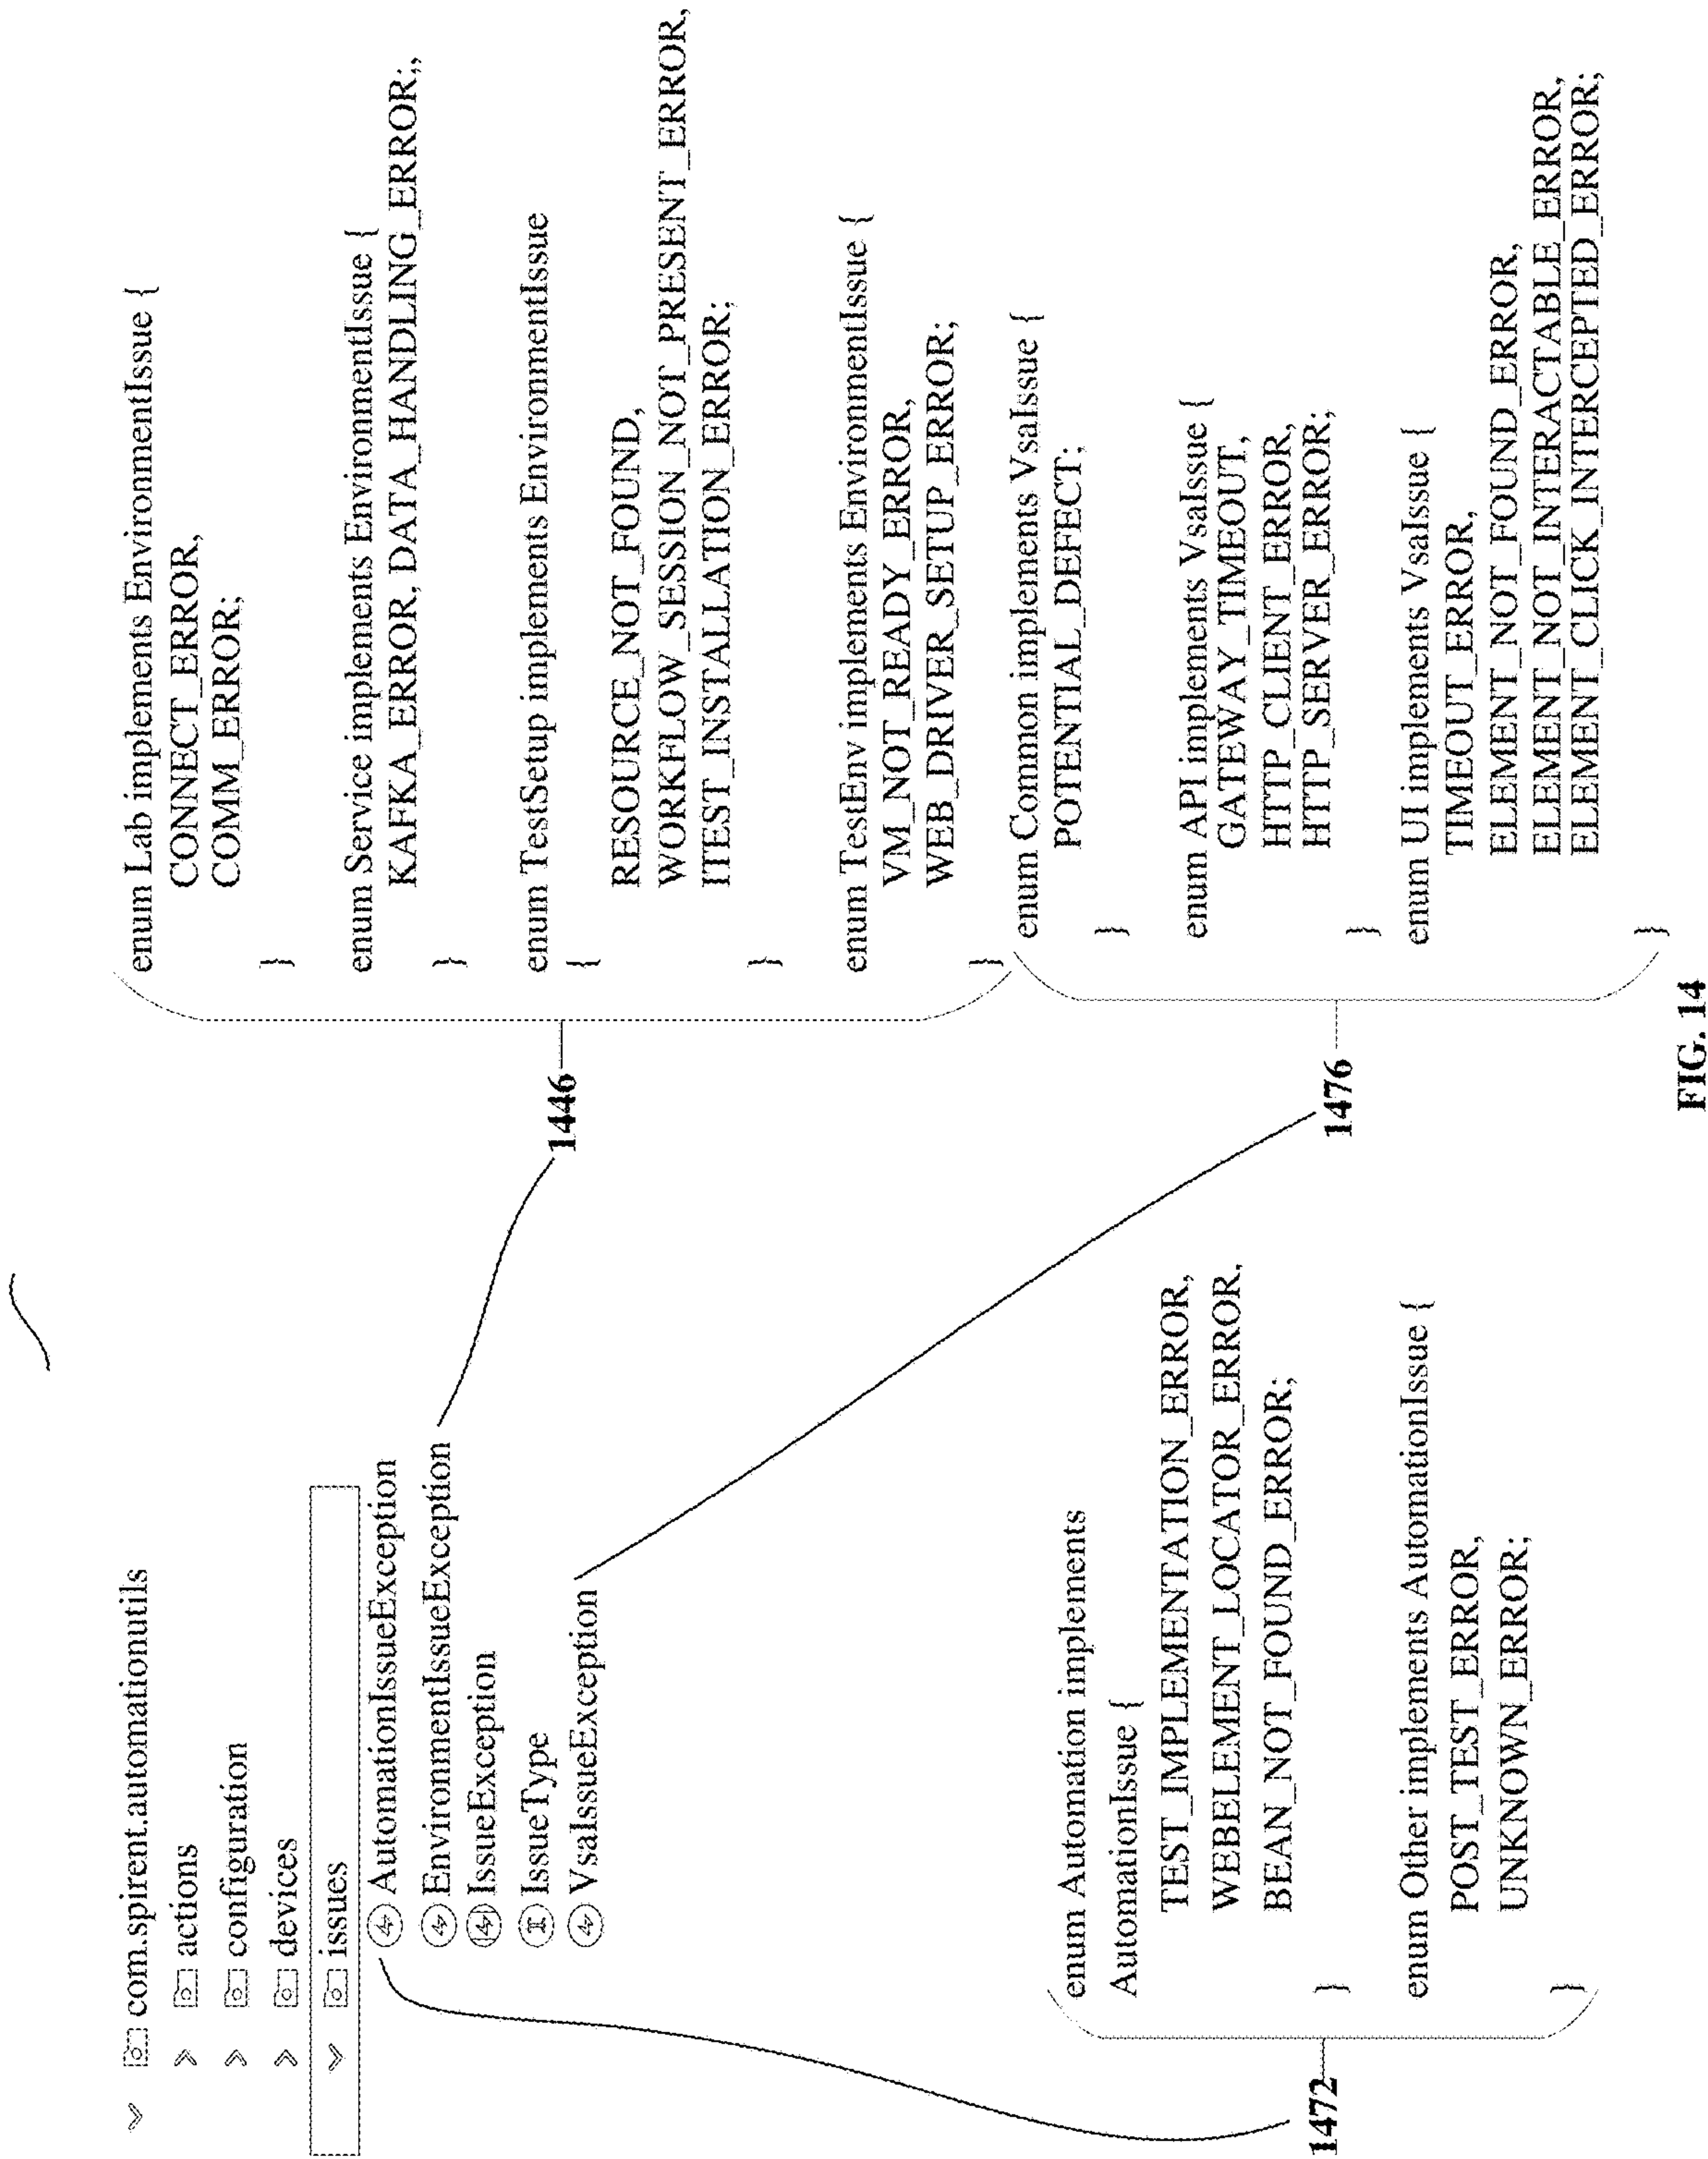 com.spirent.automationutils
actions
configuration
devices
issues
AutomationIssueException
EnvironmentIssueException
IssueException
IssueType
VsaIssueException
1446
enum Lab implements EnvironmentIssue {
CONNECT_ERROR,
COMM_ERROR;
}
enum Service implements EnvironmentIssue {
KAFKA_ERROR, DATA_HANDLING_ERROR;,
}
enum TestSetup implements EnvironmentIssue
{
RESOURCE_NOT_FOUND,
WORKFLOW_SESSION_NOT_PRESENT_ERROR,
ITEST_INSTALLATION_ERROR;
}
enum TestEnv implements EnvironmentIssue {
VM_NOT_READY_ERROR,
WEB_DRIVER_SETUP_ERROR;
}
1476
enum Common implements VsaIssue {
POTENTIAL_DEFECT;
}
enum API implements VsaIssue {
GATEWAY_TIMEOUT,
HTTP_CLIENT_ERROR,
HTTP_SERVER_ERROR;
}
enum UI implements VsaIssue {
TIMEOUT_ERROR,
ELEMENT_NOT_FOUND_ERROR,
ELEMENT_NOT_INTERACTABLE_ERROR,
ELEMENT_CLICK_INTERCEPTED_ERROR;
}
1472
enum Automation implements
AutomationIssue {
TEST_IMPLEMENTATION_ERROR,
WEBELEMENT_LOCATOR_ERROR,
BEAN_NOT_FOUND_ERROR;
}
enum Other implements AutomationIssue {
POST_TEST_ERROR,
UNKNOWN_ERROR;
}
FIG. 14